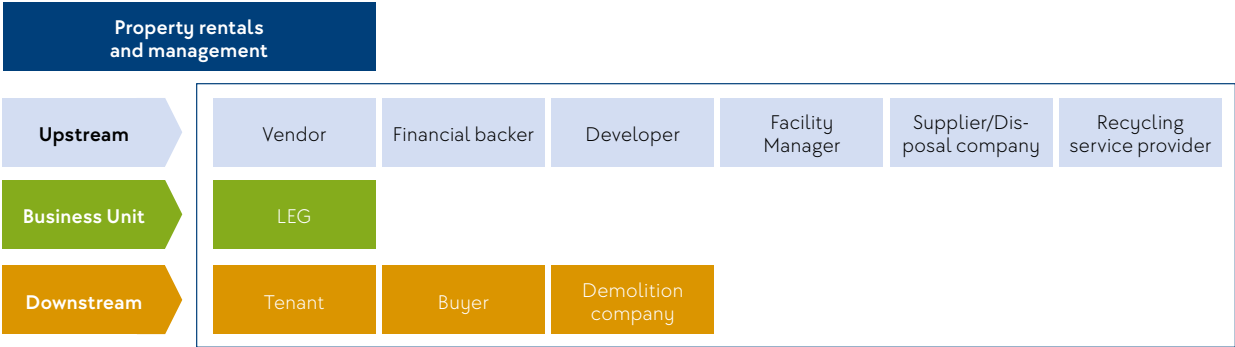 Property rentals
and management
Upstream
Vendor
Financial backer
Developer
Facility
Manager
Supplier/Dis-
posal company
Recycling
service provider
Business Unit
LEG
Downstream
Tenant
Buyer
Demolition
company